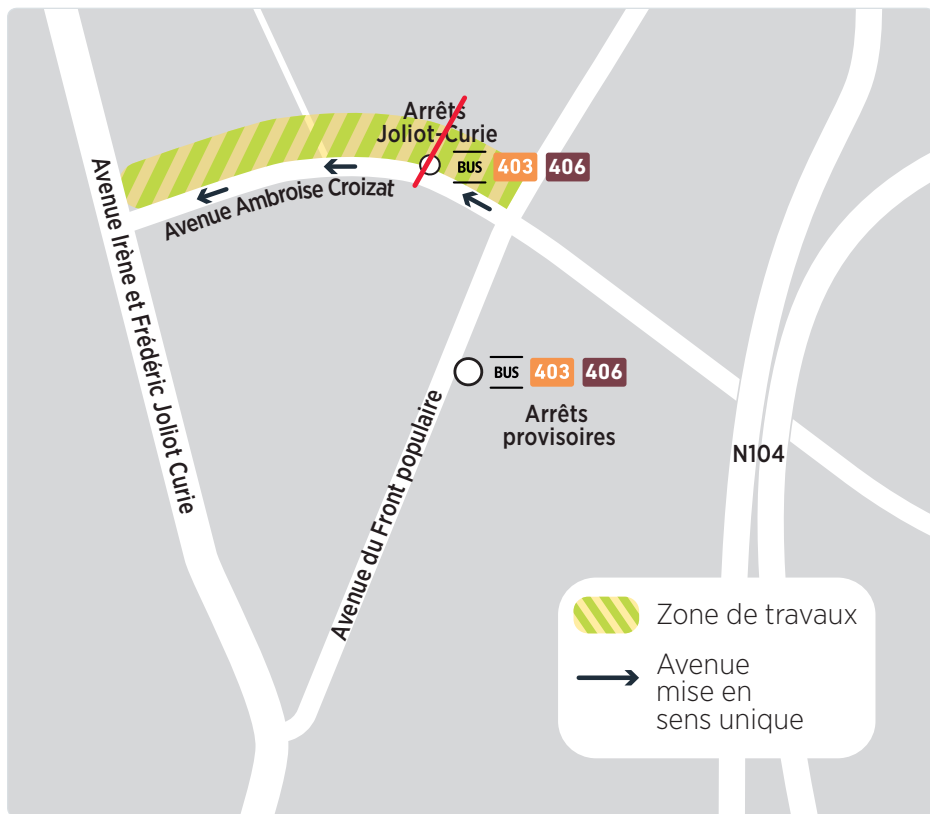 Arrêts
Joliot-Curie
BUS 403 406
Avenue Ambroise Croizat
Avenue Irène et Frédéric Joliot Curie
BUS 403 406
Arrêts
provisoires
Avenue du Front populaire
N104
Zone de travaux
Avenue
mise en
sens unique